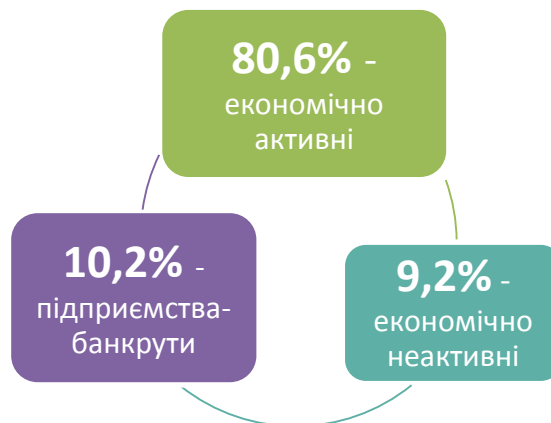 80,6% -
економічно
активні
10,2% -
підприємства-
банкрути
9,2% -
економічно
неактивні